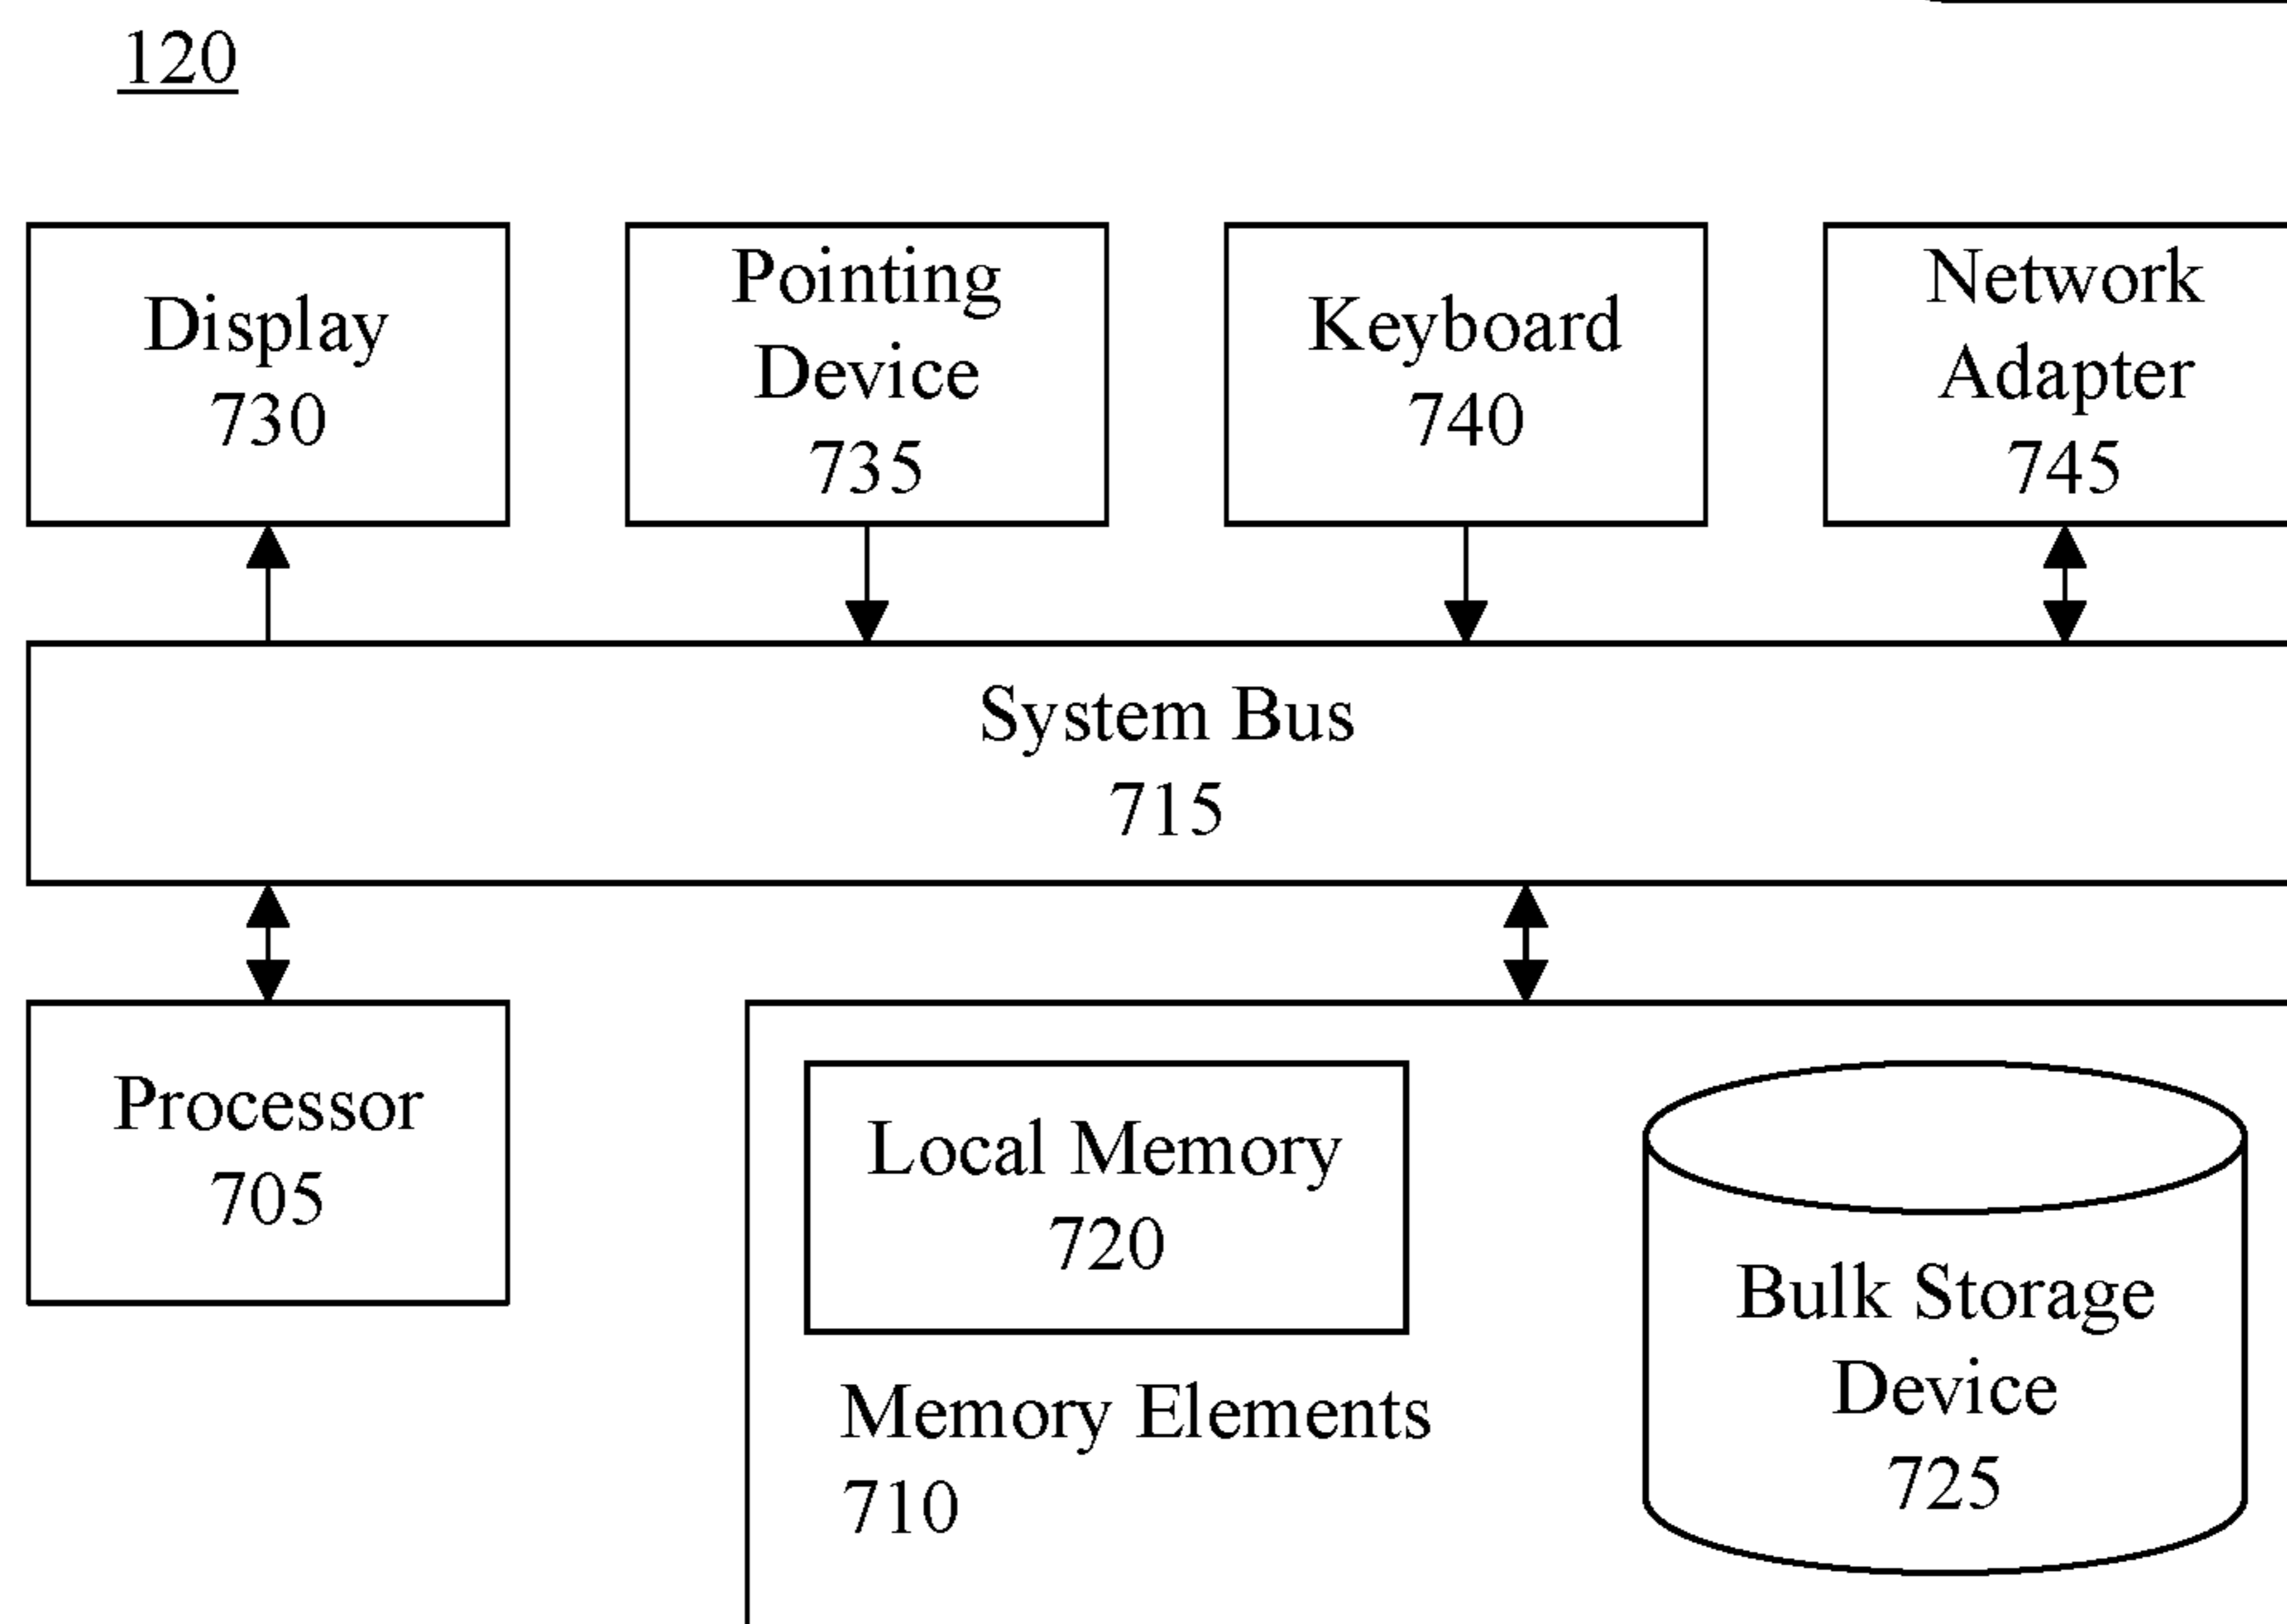 120
Display
730
Pointing
Device
735
Keyboard
740
Network
Adapter
745
System Bus
715
Processor
705
Local Memory
720
Memory Elements
710
Bulk Storage
Device
725